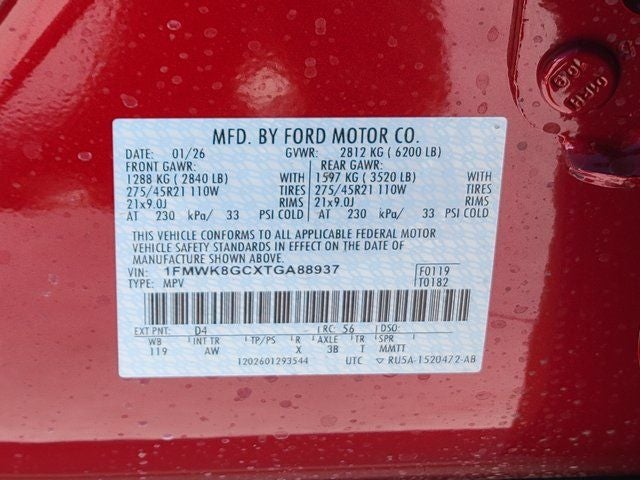 MFD. BY FORD MOTOR CO.
DATE: 01/26 GVWR: 2812 KG ( 6200 LB)
FRONT GAWR: REAR GAWR:
1288 KG ( 2840 LB) WITH 1597 KG ( 3520 LB) WITH
275/45R21 110W TIRES 275/45R21 110W TIRES
21x9.0J RIMS 21x9.0J RIMS
AT 230 kPa/ 33 PSI COLD AT 230 kPa/ 33 PSI COLD
THIS VEHICLE CONFORMS TO ALL APPLICABLE FEDERAL MOTOR
VEHICLE SAFETY STANDARDS IN EFFECT ON THE DATE OF
MANUFACTURE SHOWN ABOVE.
VIN: 1FMWK8GCXTGA88937 F0119
TYPE: MPV T0182
EXT PNT: D4 RC: 56 DSO:
WB INT TR TP/PS R AXLE TR SPR
119 AW X 3B T MMTT
1202601293544 UTC RU5A-1520472-AB